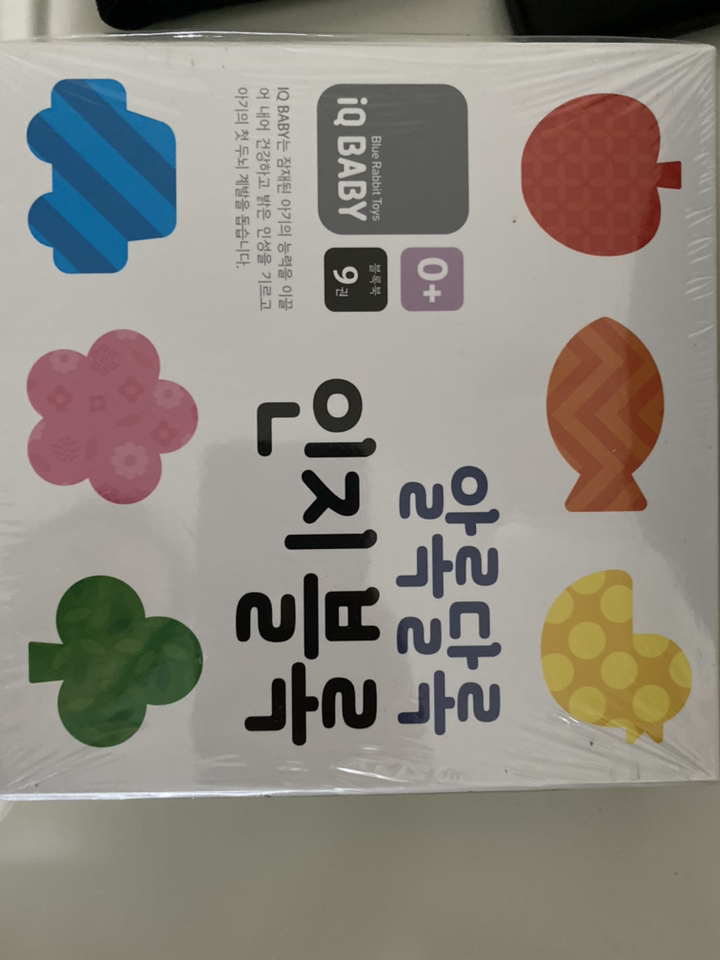 Blue Rabbit Toys
iQ BABY
0+
블록북
9권
IQ BABY는 잠재된 아기의 능력을 이끌
어 내어 건강하고 밝은 인성을 기르고
아기의 첫 두뇌 계발을 돕습니다.
알록달록
인지 블록